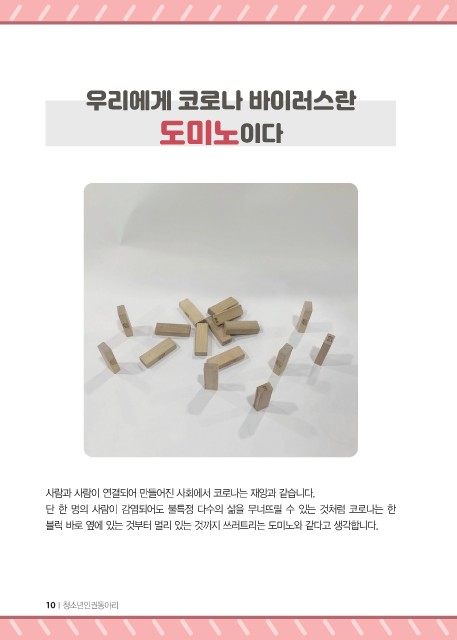 우리에게 코로나 바이러스란
도미노이다
사람과 사람이 연결되어 만들어진 사회에서 코로나는 재앙과 같습니다.
단 한 명의 사람이 감염되어도 불특정 다수의 삶을 무너뜨릴 수 있는 것처럼 코로나는 한
블럭 바로 옆에 있는 것부터 멀리 있는 것까지 쓰러트리는 도미노와 같다고 생각합니다.
10 | 청소년인권동아리